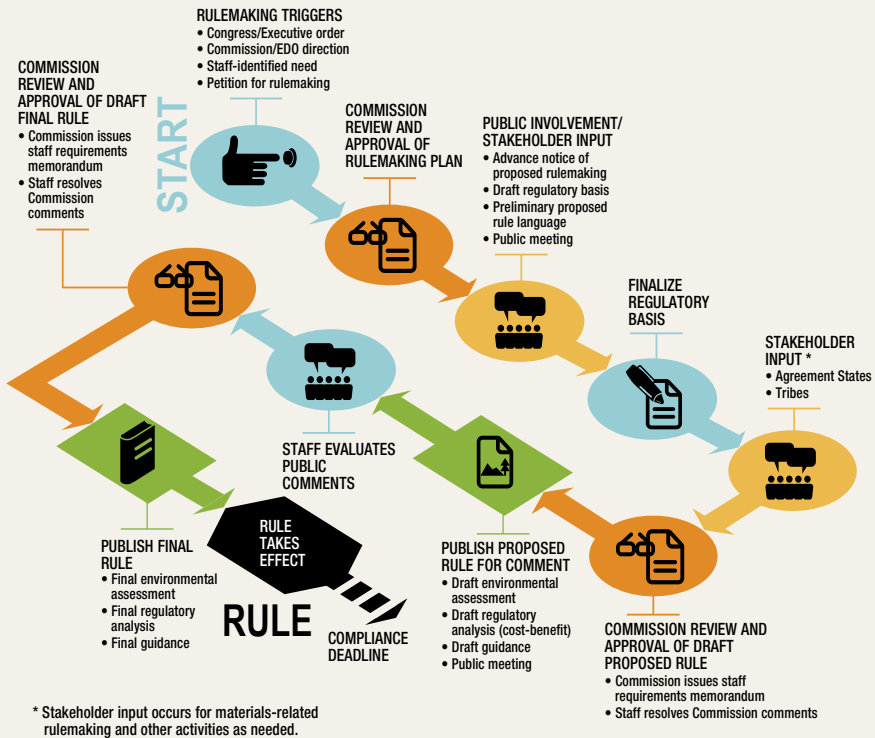 RULEMAKING TRIGGERS
• Congress/Executive order
• Commission/EDO direction
• Staff-identified need
• Petition for rulemaking
START
COMMISSION
REVIEW AND
APPROVAL OF
RULEMAKING PLAN
PUBLIC INVOLVEMENT/
STAKEHOLDER INPUT
• Advance notice of
proposed rulemaking
• Draft regulatory basis
• Preliminary proposed
rule language
• Public meeting
FINALIZE
REGULATORY
BASIS
STAKEHOLDER
INPUT *
• Agreement States
• Tribes
COMMISSION REVIEW AND
APPROVAL OF DRAFT
PROPOSED RULE
• Commission issues staff
requirements memorandum
• Staff resolves Commission comments
PUBLISH PROPOSED
RULE FOR COMMENT
• Draft environmental
assessment
• Draft regulatory
analysis (cost-benefit)
• Draft guidance
• Public meeting
STAFF EVALUATES
PUBLIC
COMMENTS
COMMISSION
REVIEW AND
APPROVAL OF DRAFT
FINAL RULE
• Commission issues
staff requirements
memorandum
• Staff resolves
Commission
comments
PUBLISH FINAL
RULE
• Final environmental
assessment
• Final regulatory
analysis
• Final guidance
RULE
TAKES
EFFECT
RULE
COMPLIANCE
DEADLINE
* Stakeholder input occurs for materials-related
rulemaking and other activities as needed.